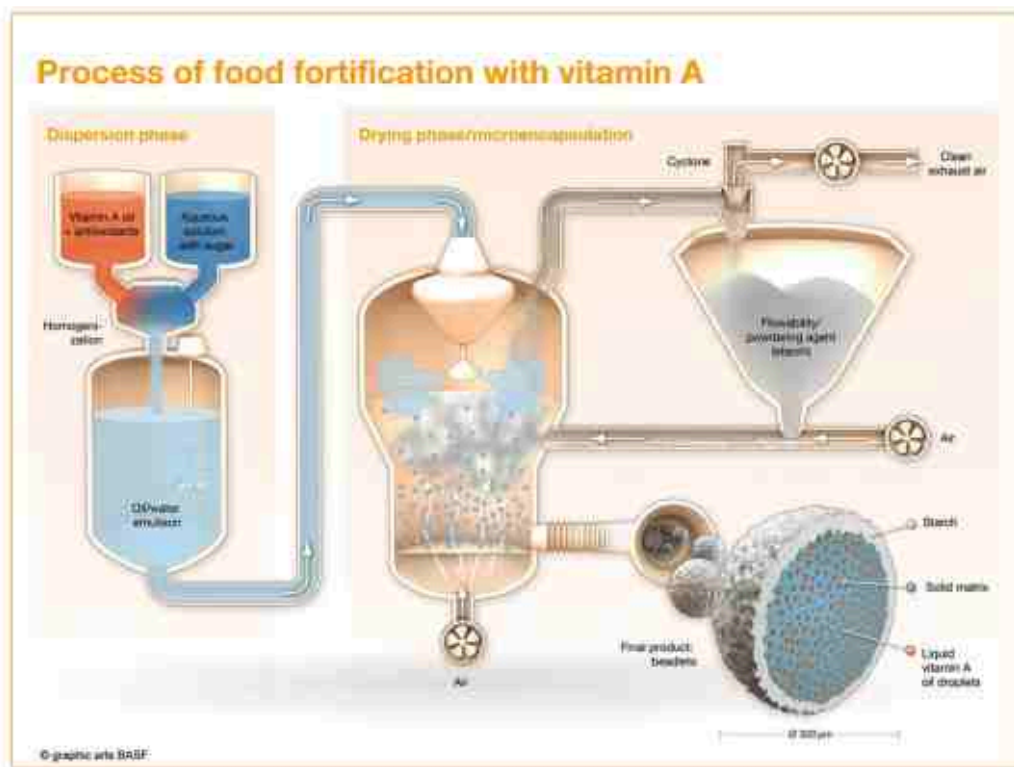 Process of food fortification with vitamin A
Dispersion phase
Drying phase/microencapsulation
Cyclone
Clean
exhaust air
Vitamin A oil
+ antioxidants
Aqueous
solution
with sugar
Homogeni-
zation
Flowability/
powdering agent
Air
Oil/water
emulsion
Starch
Solid matrix
Final product:
beadlets
Liquid
vitamin A
oil droplets
Air
© graphic arts BASF